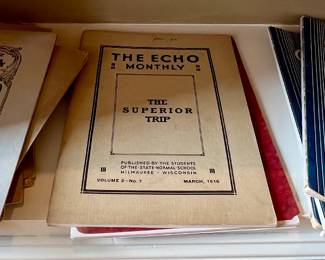 THE ECHO
MONTHLY
THE
SUPERIOR
TRIP
PUBLISHED BY THE STUDENTS
OF THE STATE NORMAL SCHOOL
MILWAUKEE - WISCONSIN
VOLUME 2 - No. 7
MARCH, 1916